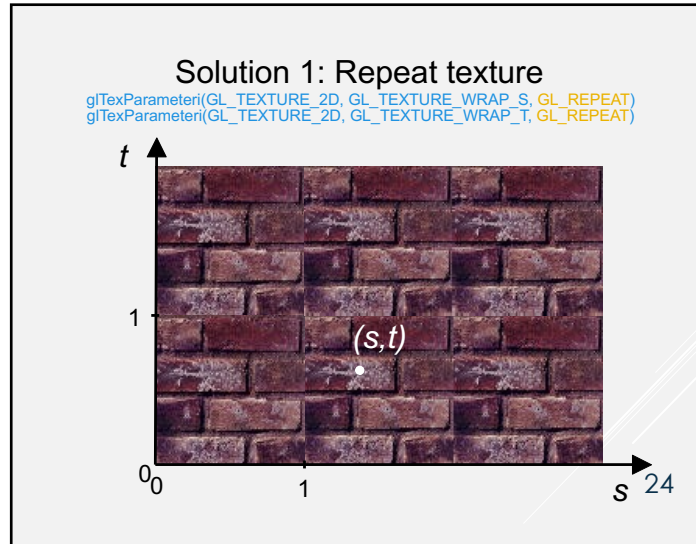 Solution 1: Repeat texture
glTexParameteri(GL_TEXTURE_2D, GL_TEXTURE_WRAP_S, GL_REPEAT)
glTexParameteri(GL_TEXTURE_2D, GL_TEXTURE_WRAP_T, GL_REPEAT)
t
1
(s,t)
0
0
1
s
24